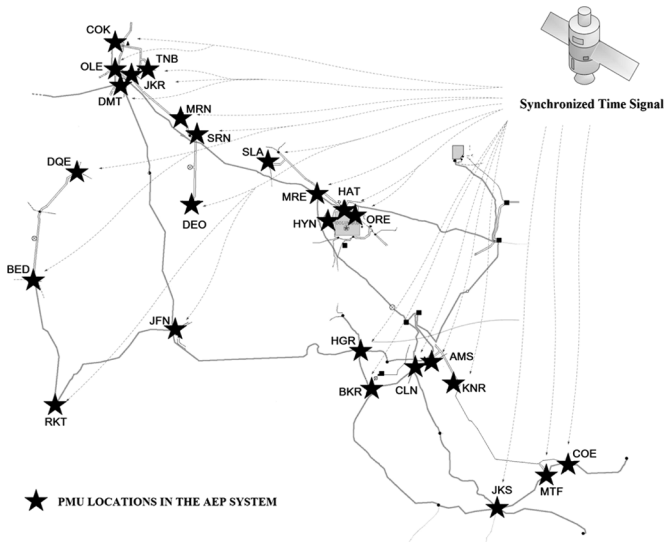 COK
OLE
TNB
JKR
DMT
MRN
SRN
SLA
DQE
DEO
MRE
HAT
HYN
ORE
BED
JFN
HGR
AMS
BKR
CLN
KNR
RKT
COE
MTF
JKS
Synchronized Time Signal
PMU LOCATIONS IN THE AEP SYSTEM